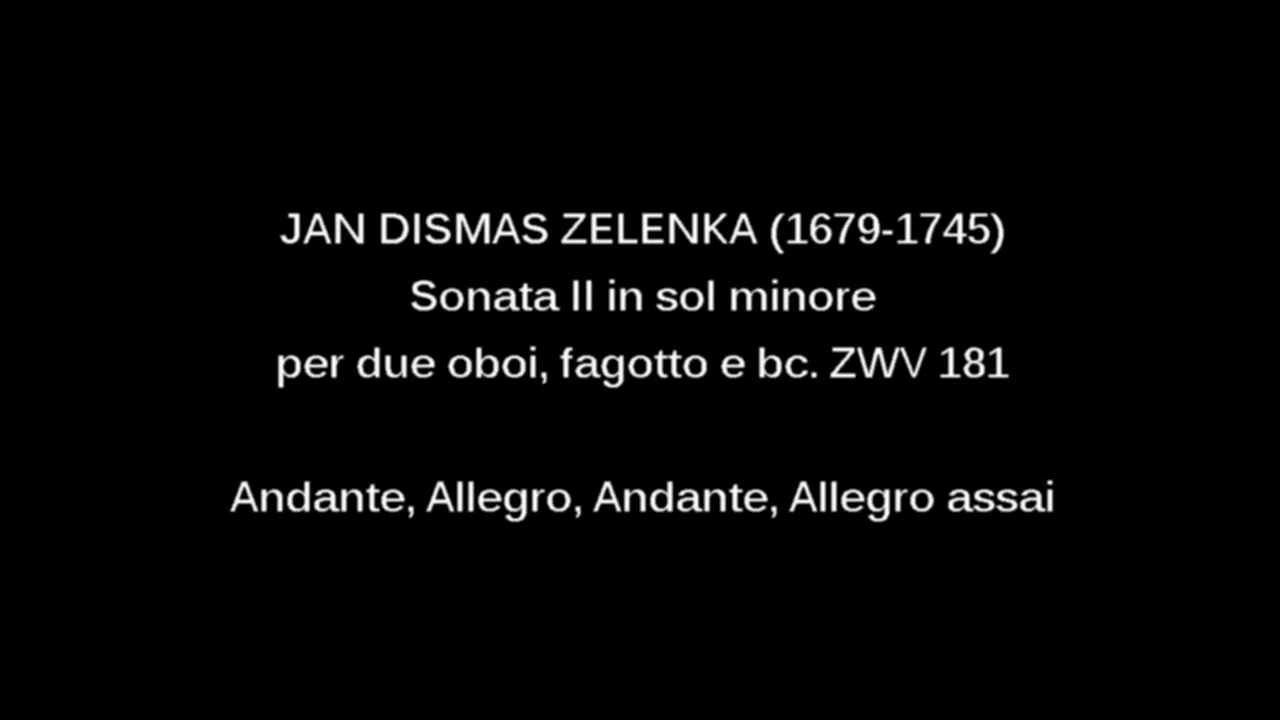 JAN DISMAS ZELENKA (1679-1745)
Sonata II in sol minore
per due oboi, fagotto e bc. ZWV 181
Andante, Allegro, Andante, Allegro assai